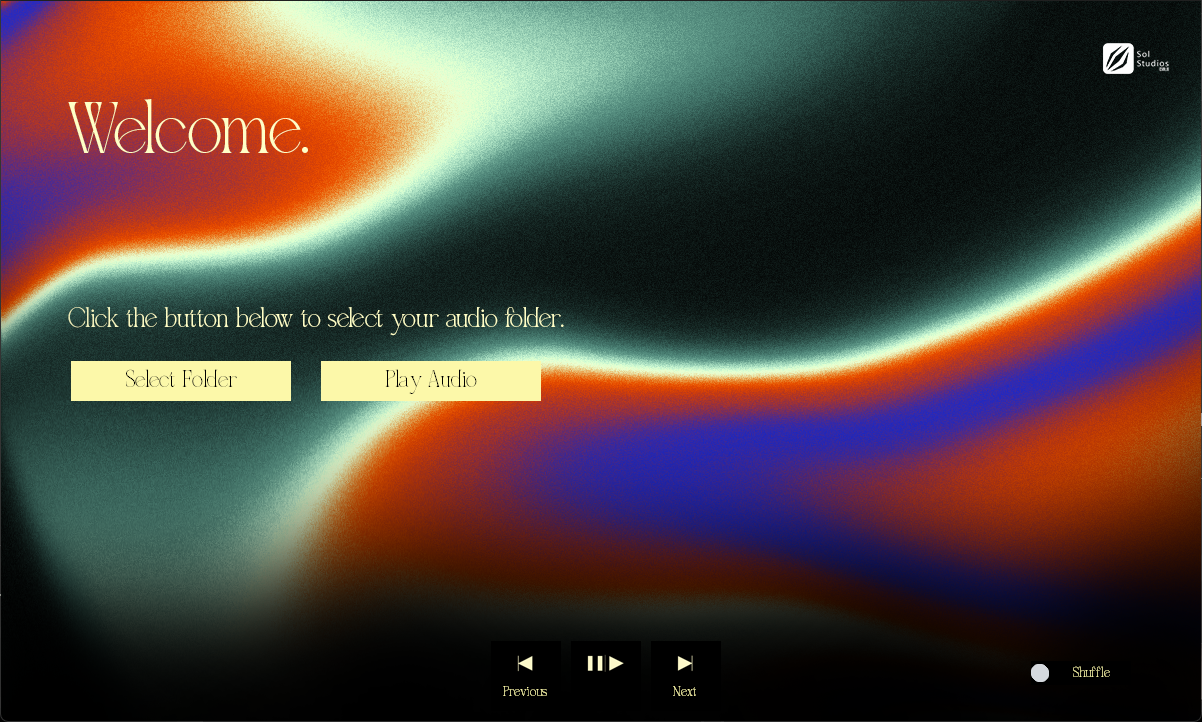 Sol
Studios
Welcome.
Click the button below to select your audio folder.
Select Folder
Play Audio
Previous
Next
Shuffle